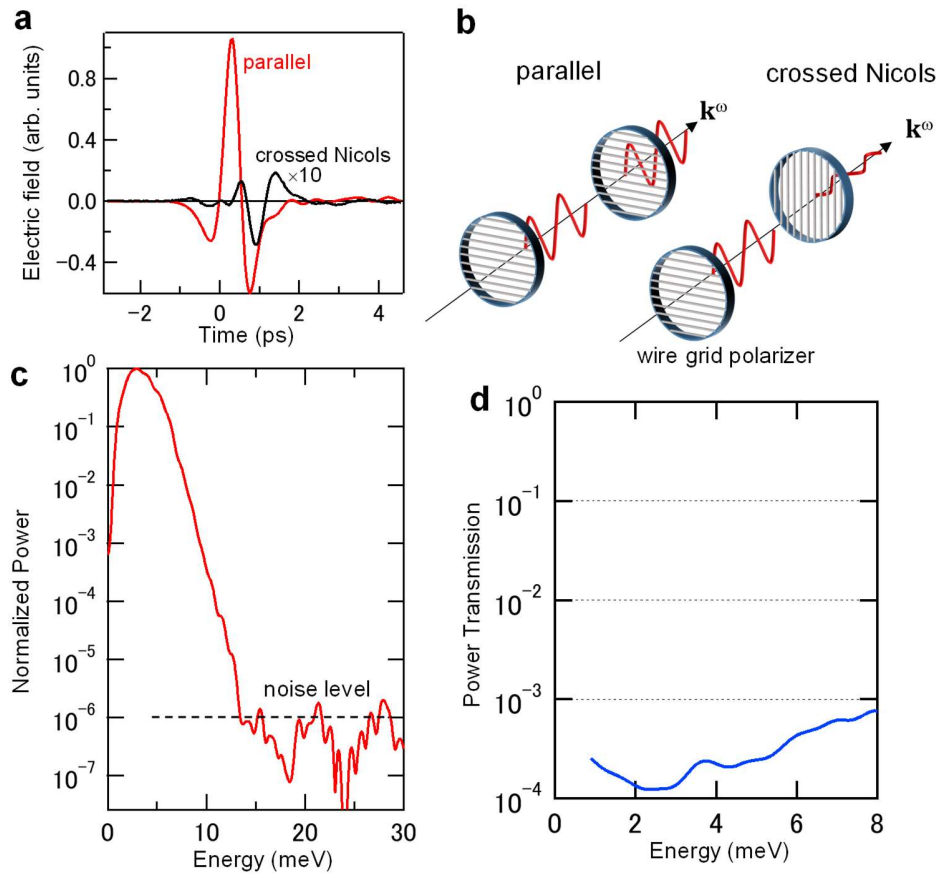 a
Electric field (arb. units)
0.8
0.4
0.0
−0.4
parallel
crossed Nicols
×10
−2
0
2
4
Time (ps)
b
parallel
crossed Nicols
k^ω
k^ω
wire grid polarizer
c
Normalized Power
10^0
10^-1
10^-2
10^-3
10^-4
10^-5
10^-6
10^-7
noise level
0
10
20
30
Energy (meV)
d
Power Transmission
10^0
10^-1
10^-2
10^-3
10^-4
0
2
4
6
8
Energy (meV)